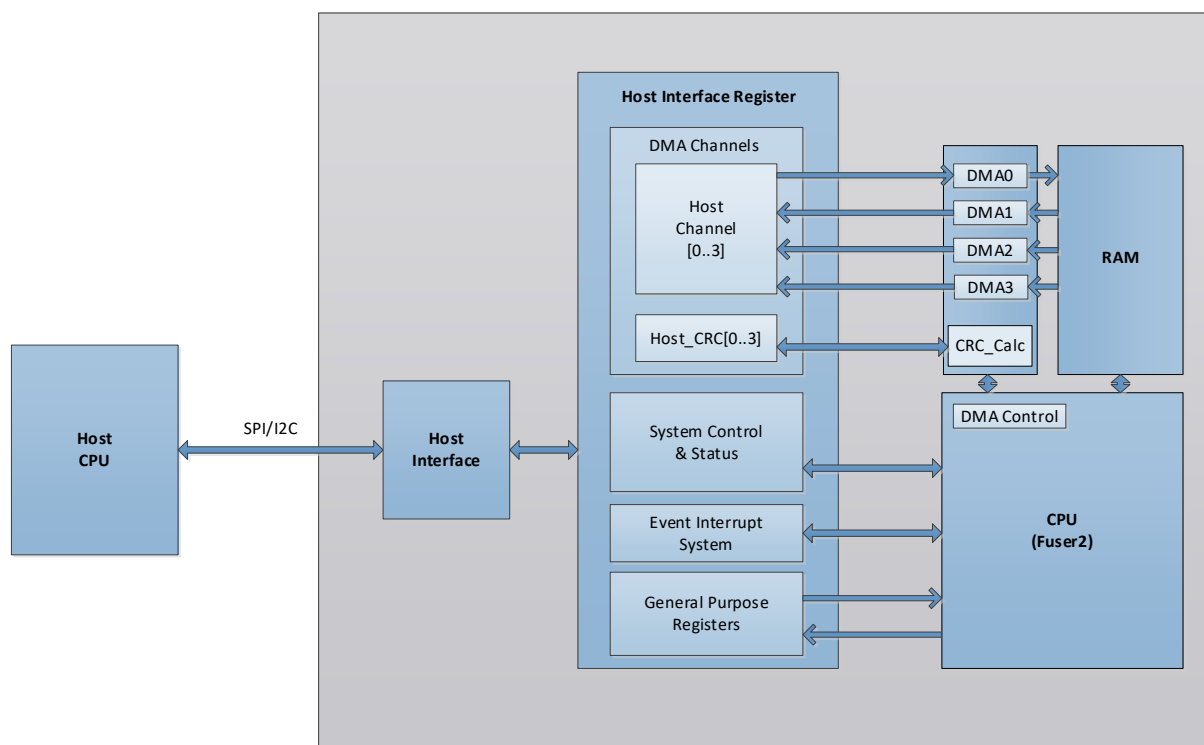 Host Interface Register
DMA Channels
Host
Channel
[0..3]
Host_CRC[0..3]
DMA0
DMA1
DMA2
DMA3
CRC_Calc
RAM
Host
CPU
SPI/I2C
Host
Interface
System Control
& Status
Event Interrupt
System
General Purpose
Registers
DMA Control
CPU
(Fuser2)